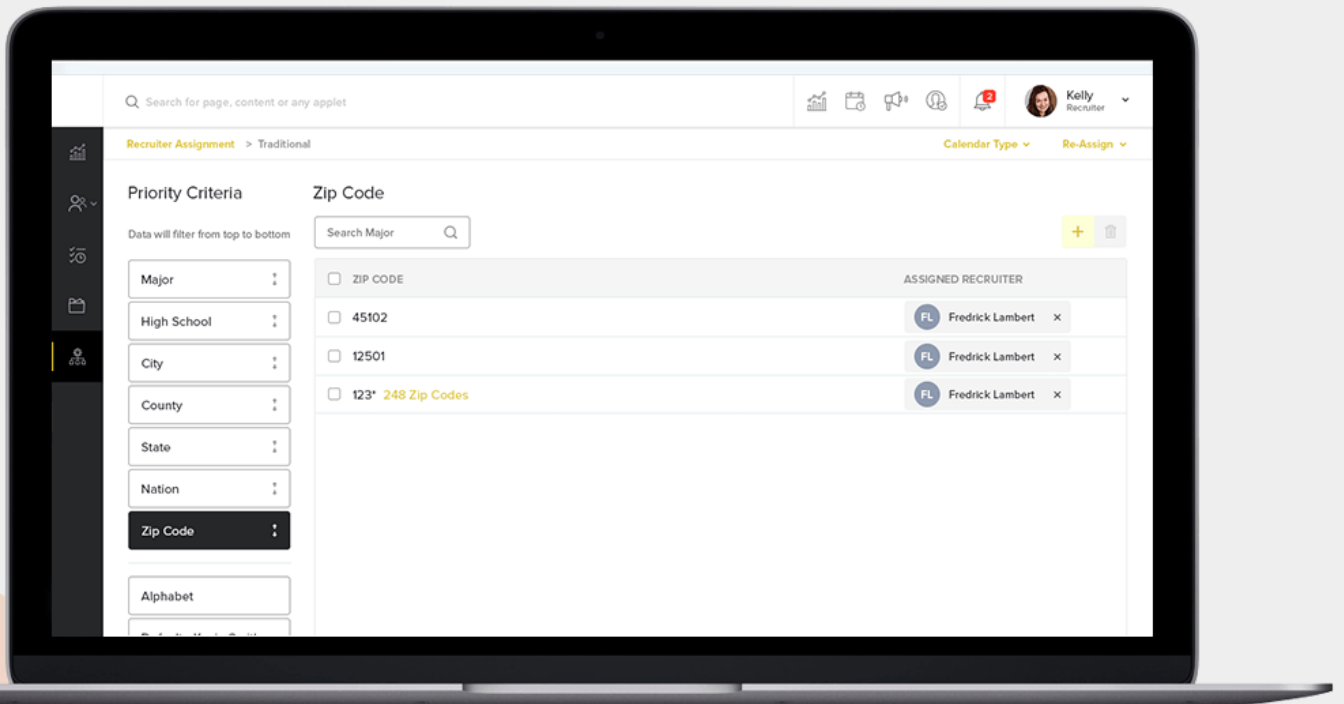 Search for page, content or any applet
2
Kelly
Recruiter
Recruiter Assignment > Traditional
Calendar Type
Re-Assign
Priority Criteria
Data will filter from top to bottom
Major
High School
City
County
State
Nation
Zip Code
Alphabet
Zip Code
Search Major
+
ZIP CODE ASSIGNED RECRUITER
45102 FL Fredrick Lambert ×
12501 FL Fredrick Lambert ×
123* 248 Zip Codes FL Fredrick Lambert ×